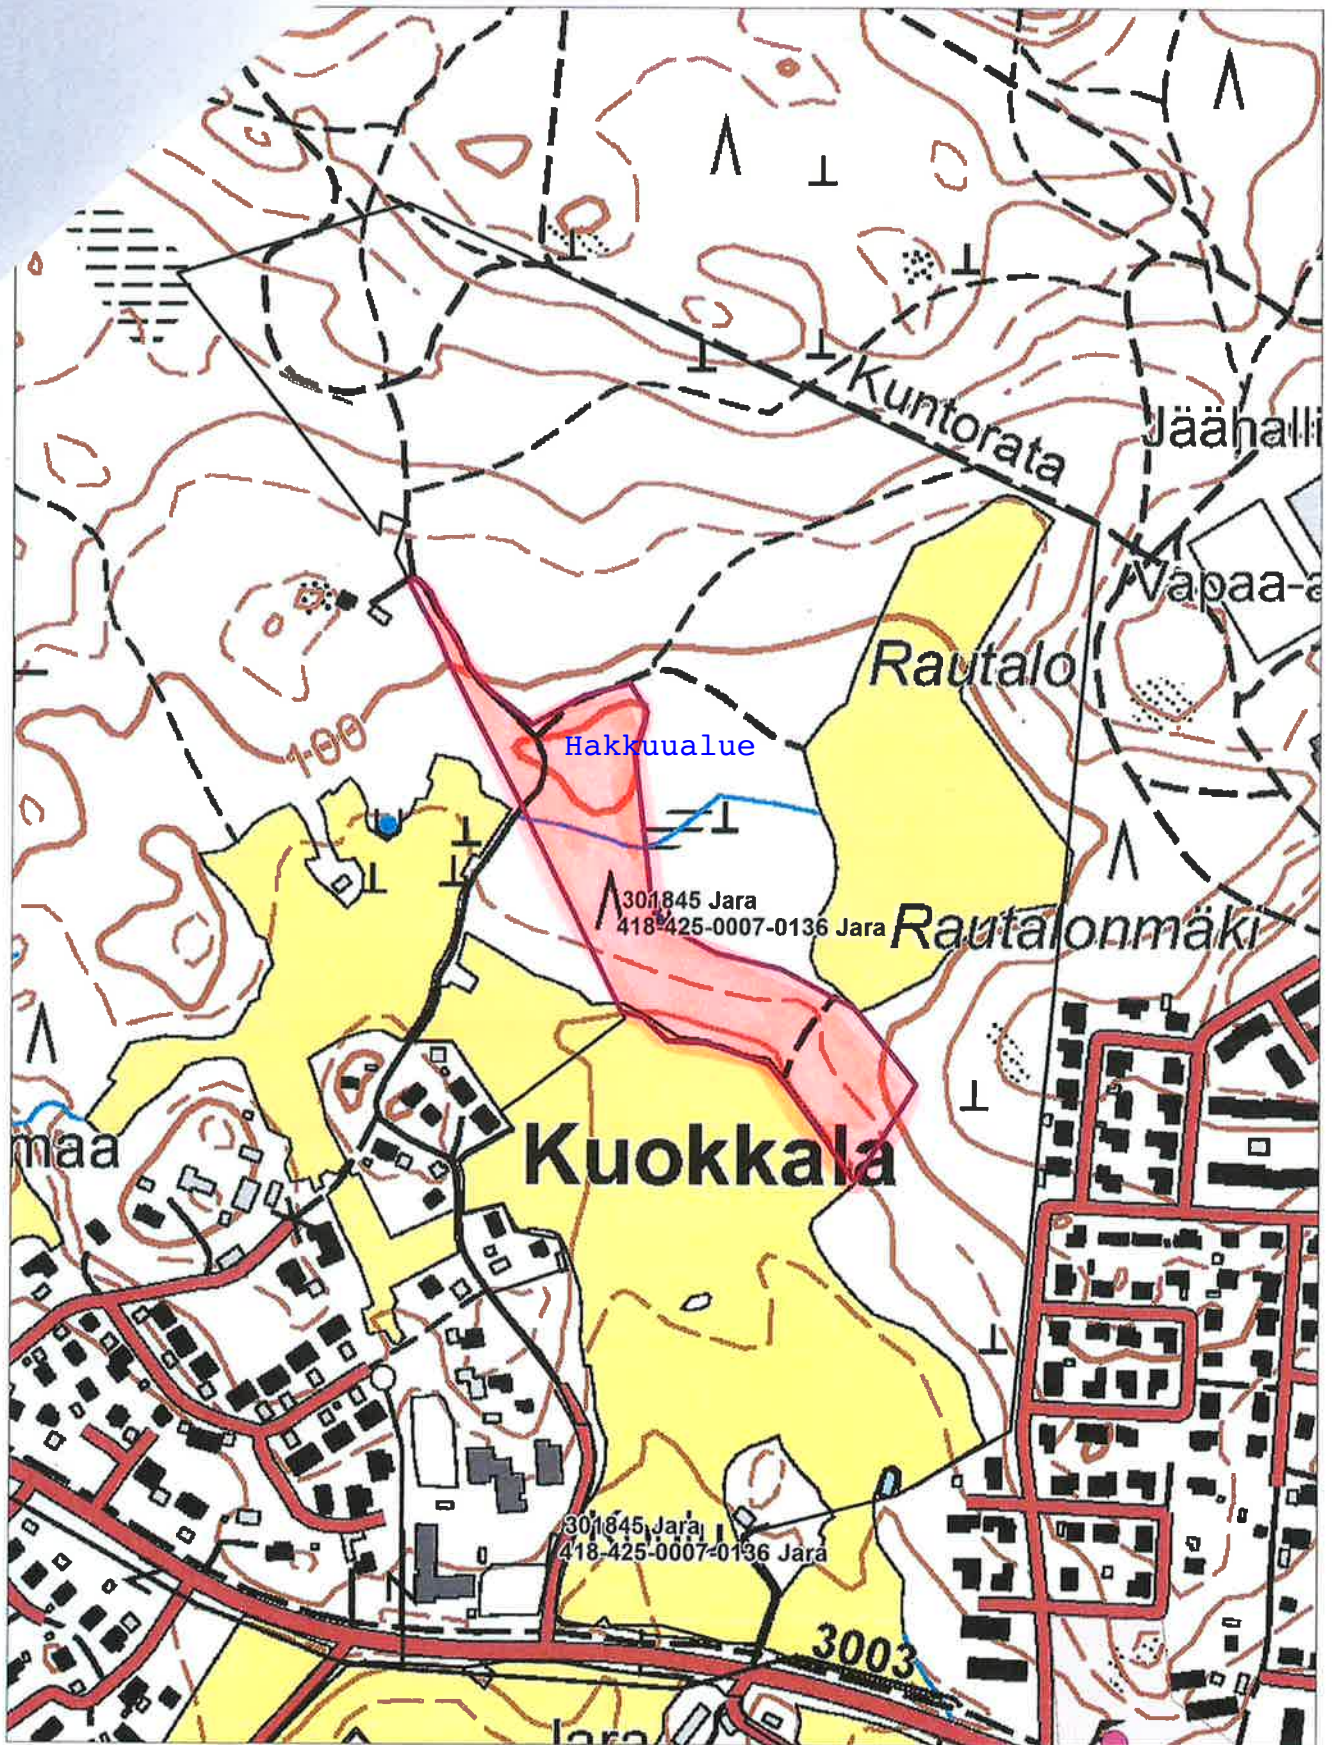 Kuntorata
Jäähalli
Vapaa-a
Rautalo
100
Hakkuualue
301845 Jara
418-425-0007-0136 Jara
Rautalonmäki
maa
Kuokkala
301845 Jara
418-425-0007-0136 Jara
3003
Jara